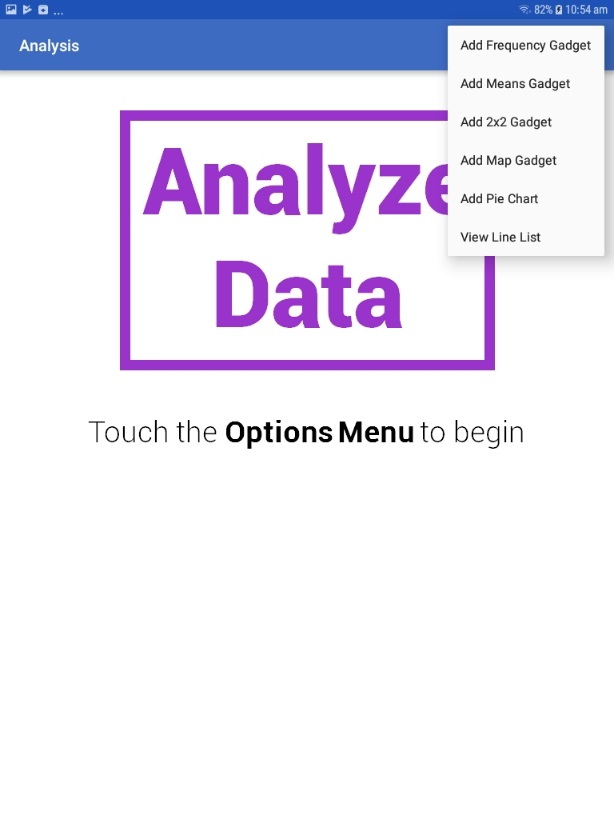 ...
82% 10:54 am
Analysis
Add Frequency Gadget
Add Means Gadget
Add 2x2 Gadget
Add Map Gadget
Add Pie Chart
View Line List
Analyze
Data
Touch the Options Menu to begin